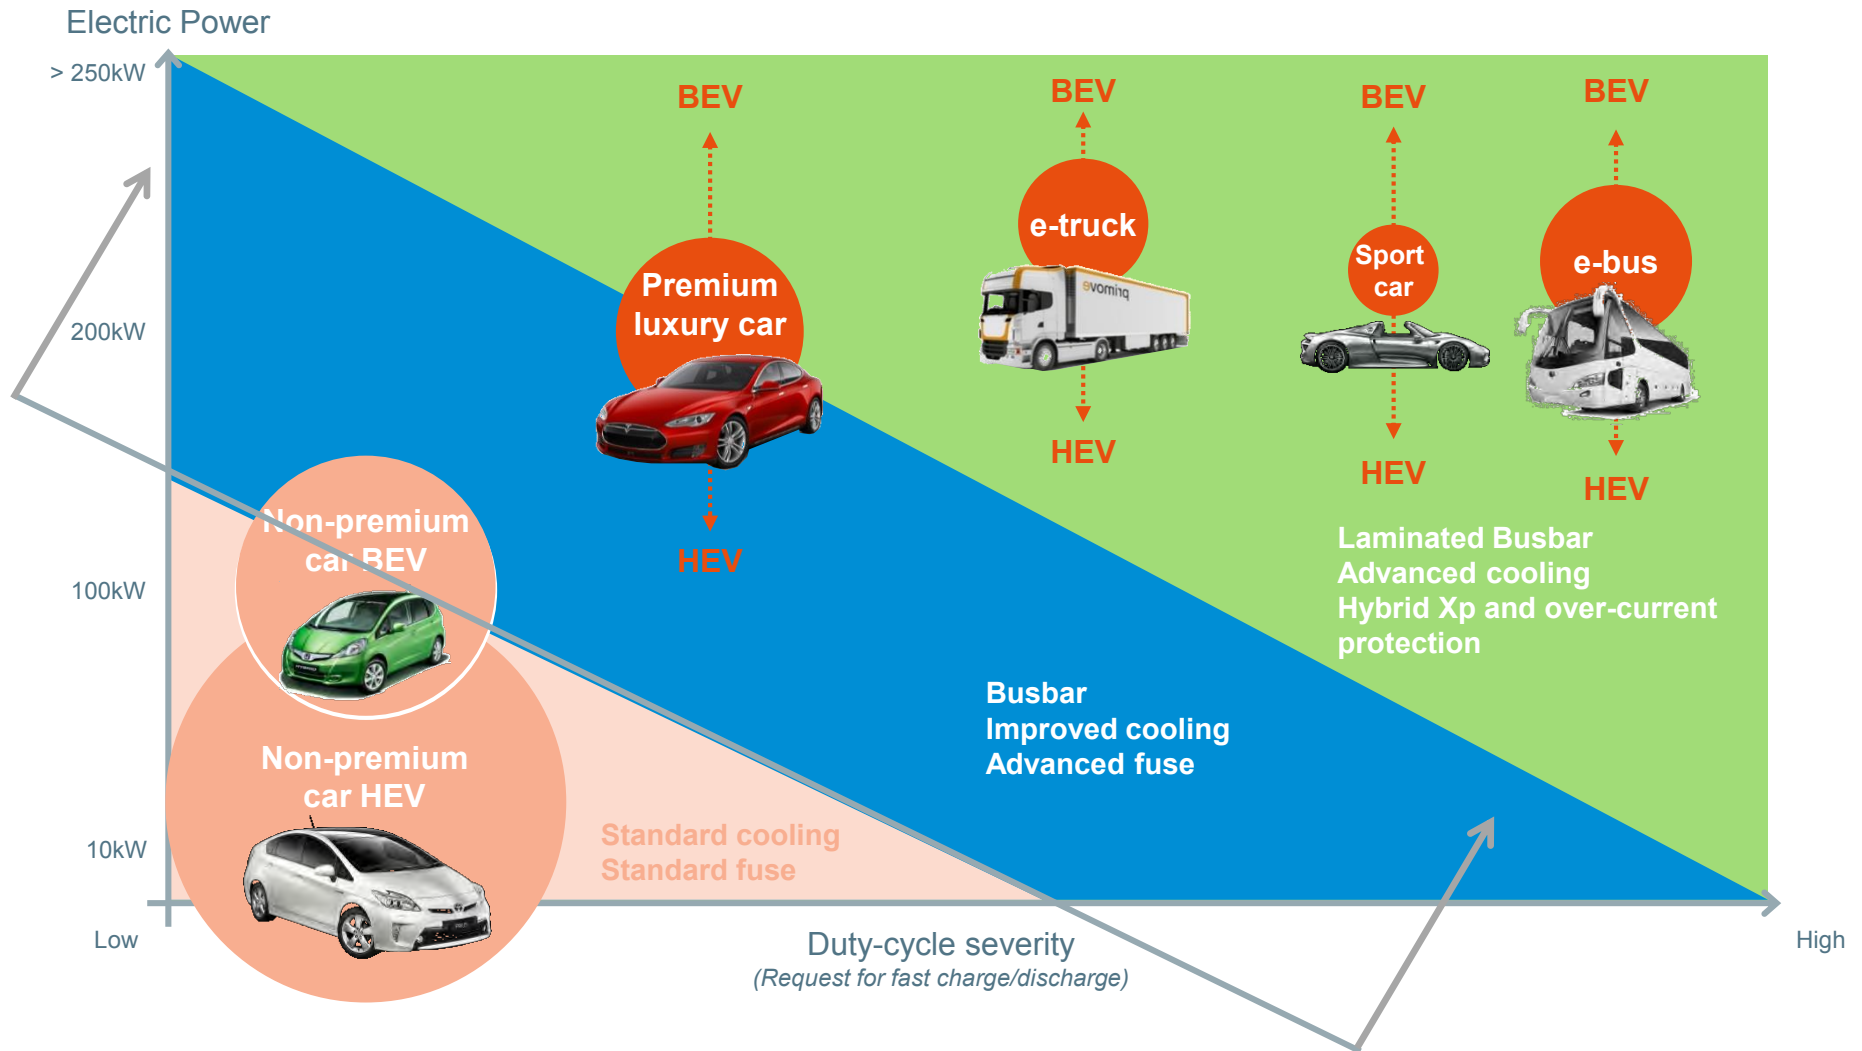 Electric Power
> 250kW
200kW
100kW
10kW
Low
High
Duty-cycle severity
(Request for fast charge/discharge)
BEV
Premium
luxury car
HEV
BEV
e-truck
HEV
BEV
Sport
car
HEV
BEV
e-bus
HEV
Non-premium
car BEV
Non-premium
car HEV
Standard cooling
Standard fuse
Busbar
Improved cooling
Advanced fuse
Laminated Busbar
Advanced cooling
Hybrid Xp and over-current
protection